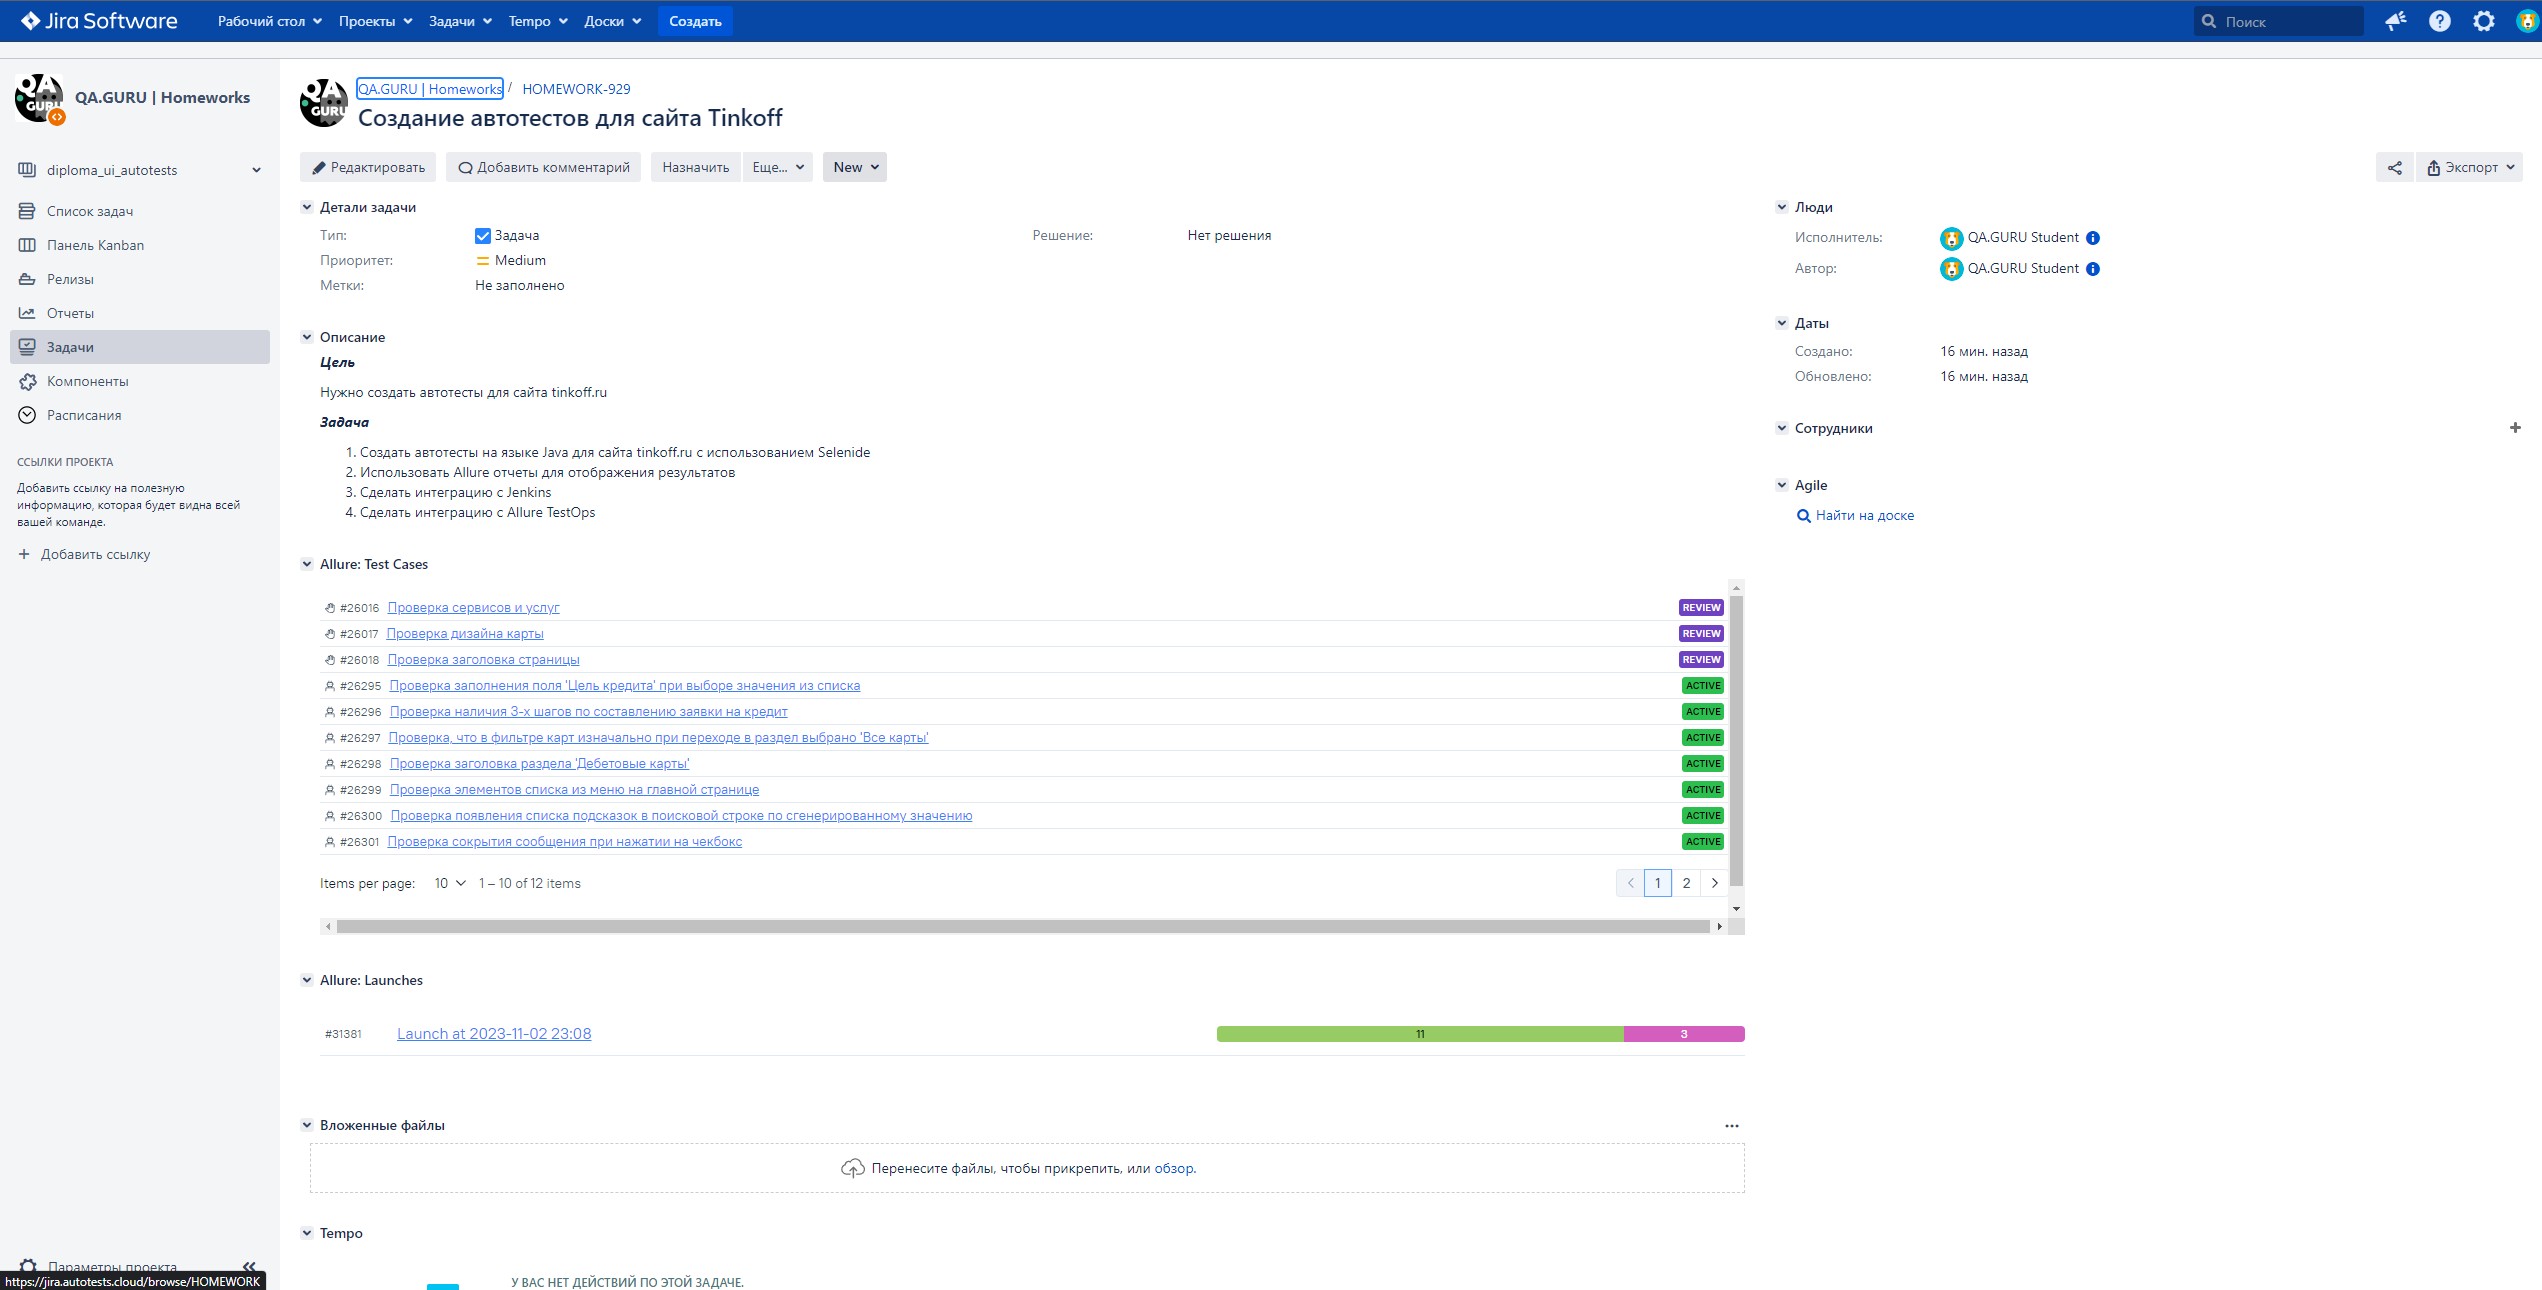 Jira Software Рабочий стол Проекты Задачи Tempo Доски Создать Поиск
QA GURU
QA.GURU | Homeworks
diploma_ui_autotests
Список задач
Панель Kanban
Релизы
Отчеты
Задачи
Компоненты
Расписания
ССЫЛКИ ПРОЕКТА
Добавить ссылку на полезную
информацию, которая будет видна всей
вашей команде.
Добавить ссылку
Параметры проекта
https://jira.autotests.cloud/browse/HOMEWORK
QA GURU
QA.GURU | Homeworks / HOMEWORK-929
Создание автотестов для сайта Tinkoff
Редактировать Добавить комментарий Назначить Еще... New Экспорт
Детали задачи
Тип: Задача Решение: Нет решения
Приоритет: Medium
Метки: Не заполнено
Описание
Цель
Нужно создать автотесты для сайта tinkoff.ru
Задача
1. Создать автотесты на языке Java для сайта tinkoff.ru с использованием Selenide
2. Использовать Allure отчеты для отображения результатов
3. Сделать интеграцию с Jenkins
4. Сделать интеграцию с Allure TestOps
Allure: Test Cases
#26016 Проверка сервисов и услуг REVIEW
#26017 Проверка дизайна карты REVIEW
#26018 Проверка заголовка страницы REVIEW
#26295 Проверка заполнения поля 'Цель кредита' при выборе значения из списка ACTIVE
#26296 Проверка наличия 3-х шагов по составлению заявки на кредит ACTIVE
#26297 Проверка, что в фильтре карт изначально при переходе в раздел выбрано 'Все карты' ACTIVE
#26298 Проверка заголовка раздела 'Дебетовые карты' ACTIVE
#26299 Проверка элементов списка из меню на главной странице ACTIVE
#26300 Проверка появления списка подсказок в поисковой строке по сгенерированному значению ACTIVE
#26301 Проверка сокрытия сообщения при нажатии на чекбокс ACTIVE
Items per page: 10 1 – 10 of 12 items 1 2
Allure: Launches
#31381 Launch at 2023-11-02 23:08 11 3
Вложенные файлы
Перенесите файлы, чтобы прикрепить, или обзор.
Tempo
У ВАС НЕТ ДЕЙСТВИЙ ПО ЭТОЙ ЗАДАЧЕ.
Люди
Исполнитель: QA.GURU Student
Автор: QA.GURU Student
Даты
Создано: 16 мин. назад
Обновлено: 16 мин. назад
Сотрудники
Agile
Найти на доске